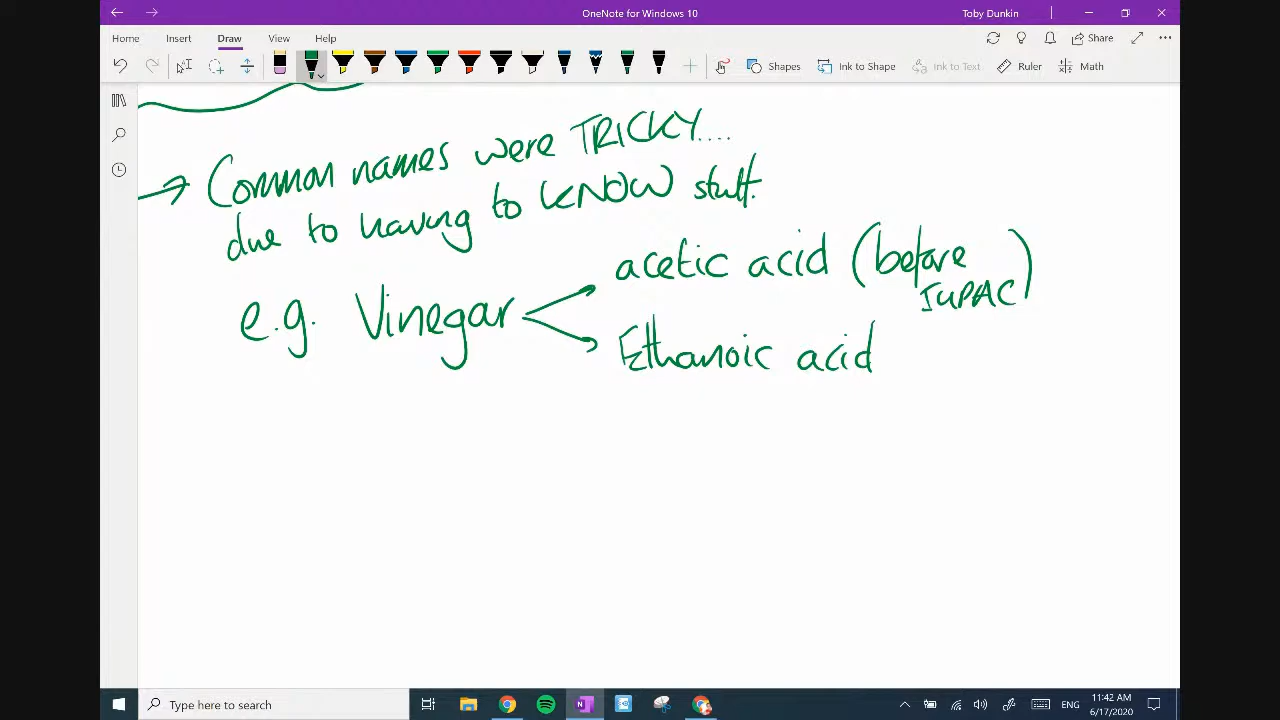 OneNote for Windows 10
Toby Dunkin
Home Insert Draw View Help
Share
Shapes Ink to Shape Ink to Text Ruler Math
Common names were TRICKY....
due to having to KNOW stuff.
e.g. Vinegar
acetic acid (before IUPAC)
Ethanoic acid
Type here to search
ENG
11:42 AM
6/17/2020